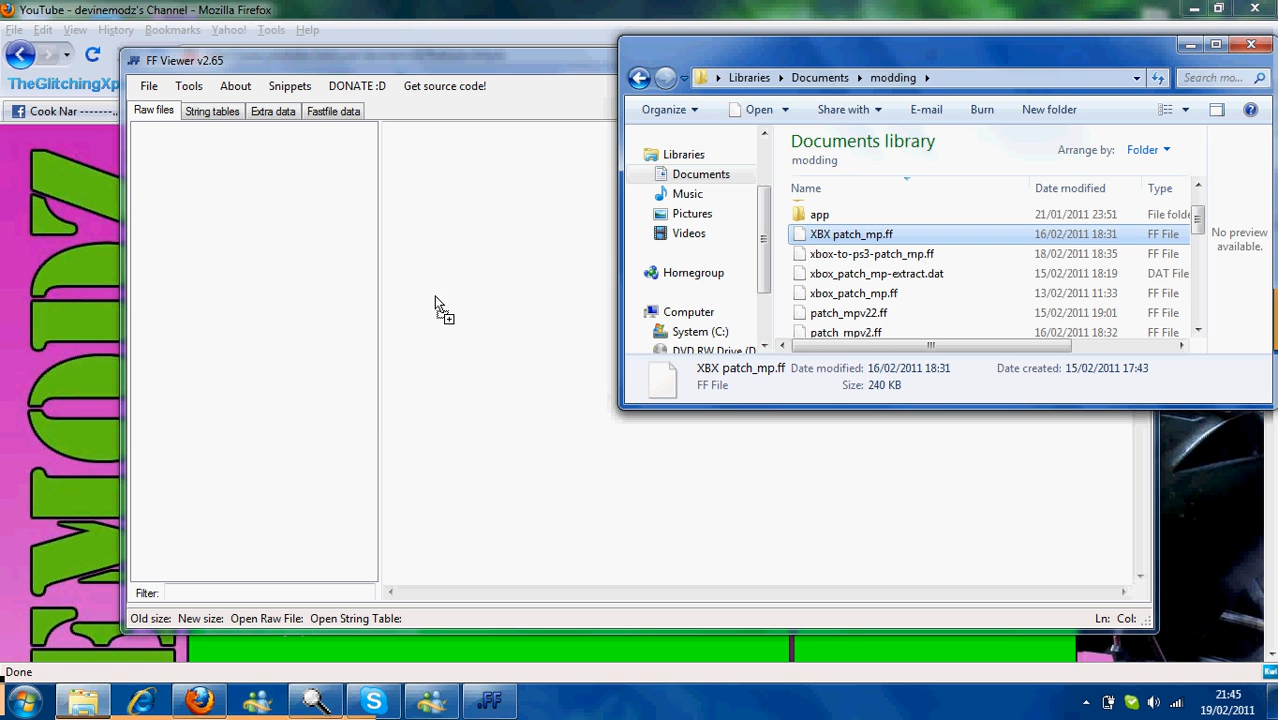 YouTube - devinemodz's Channel - Mozilla Firefox
File Edit View History Bookmarks Yahoo! Tools Help
TheGlitchingXp
Cook Nar -------..
FF Viewer v2.65
File Tools About Snippets DONATE :D Get source code!
Raw files String tables Extra data Fastfile data
Filter:
Old size: New size: Open Raw File: Open String Table: Ln: Col:
Libraries Documents modding Search mo...
Organize Open Share with E-mail Burn New folder
Libraries
Documents
Music
Pictures
Videos
Homegroup
Computer
System (C:)
DVD RW Drive (D
Documents library
modding
Arrange by: Folder
Name Date modified Type
app 21/01/2011 23:51 File folde
XBX patch_mp.ff 16/02/2011 18:31 FF File
xbox-to-ps3-patch_mp.ff 18/02/2011 18:35 FF File
xbox_patch_mp-extract.dat 15/02/2011 18:19 DAT File
xbox_patch_mp.ff 13/02/2011 11:33 FF File
patch_mpv22.ff 15/02/2011 19:01 FF File
patch_mpv2.ff 16/02/2011 18:32 FF File
No preview
available.
XBX patch_mp.ff Date modified: 16/02/2011 18:31 Date created: 15/02/2011 17:43
FF File Size: 240 KB
FMODZ
Done
.FF
21:45
19/02/2011